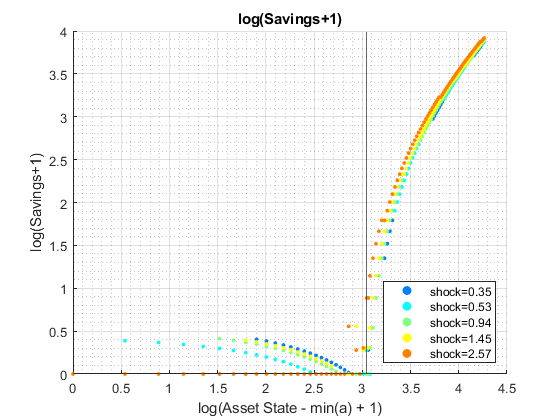 log(Savings+1)
log(Savings+1)
4
3.5
3
2.5
2
1.5
1
0.5
0
0
0.5
1
1.5
2
2.5
3
3.5
4
4.5
log(Asset State - min(a) + 1)
shock=0.35
shock=0.53
shock=0.94
shock=1.45
shock=2.57